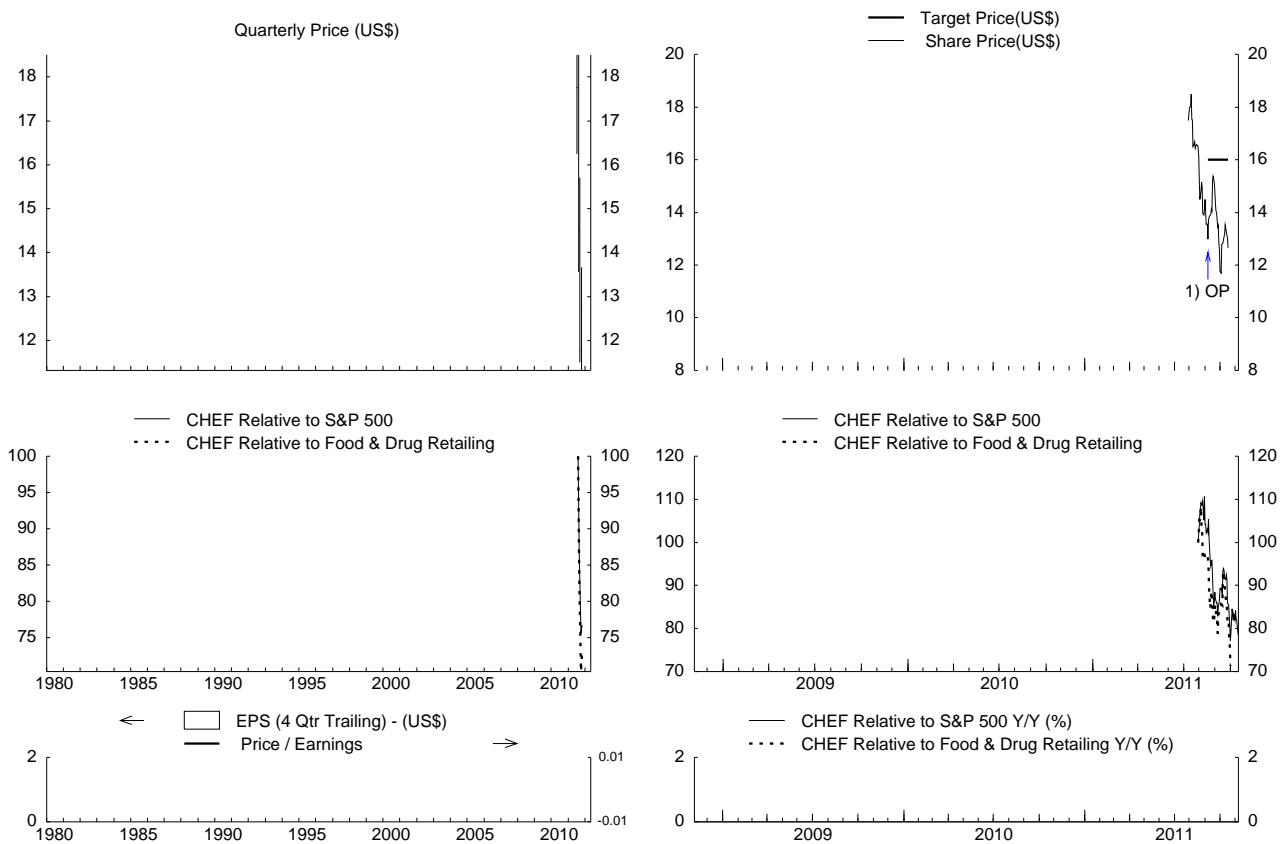 Quarterly Price (US$)
18 18
17 17
16 16
15 15
14 14
13 13
12 12
Target Price(US$)
Share Price(US$)
20 20
18 18
16 16
14 14
12 12
10 10
8 8
1) OP
CHEF Relative to S&P 500
CHEF Relative to Food & Drug Retailing
100 100
95 95
90 90
85 85
80 80
75 75
1980 1985 1990 1995 2000 2005 2010
CHEF Relative to S&P 500
CHEF Relative to Food & Drug Retailing
120 120
110 110
100 100
90 90
80 80
70 70
2009 2010 2011
EPS (4 Qtr Trailing) - (US$)
Price / Earnings
2 0.01
0 -0.01
1980 1985 1990 1995 2000 2005 2010
CHEF Relative to S&P 500 Y/Y (%)
CHEF Relative to Food & Drug Retailing Y/Y (%)
2 2
0 0
2009 2010 2011